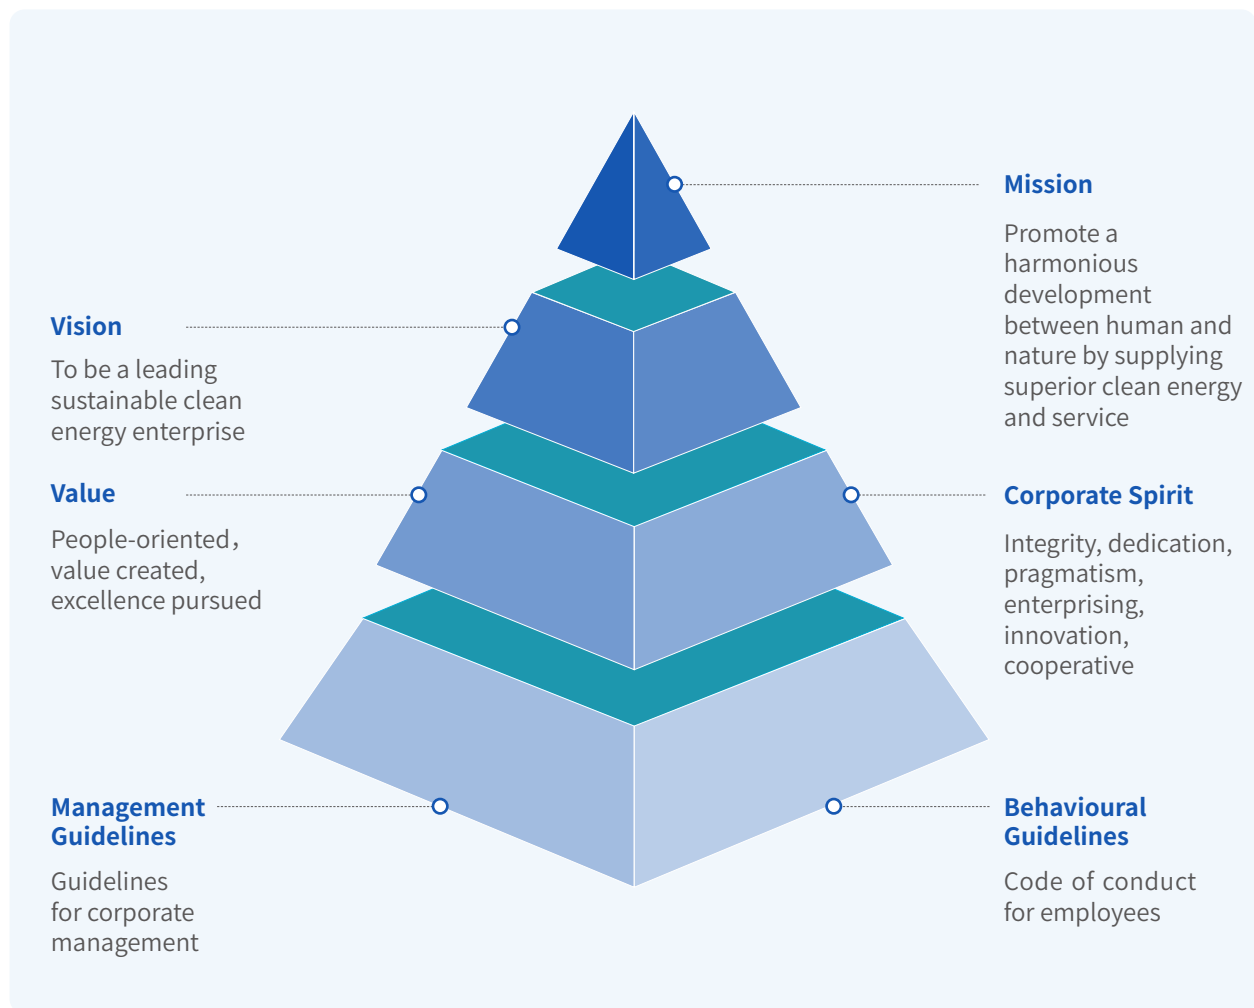 Mission
Promote a
harmonious
development
between human and
nature by supplying
superior clean energy
and service
Vision
To be a leading
sustainable clean
energy enterprise
Value
People-oriented，
value created,
excellence pursued
Corporate Spirit
Integrity, dedication,
pragmatism,
enterprising,
innovation,
cooperative
Management
Guidelines
Guidelines
for corporate
management
Behavioural
Guidelines
Code of conduct
for employees